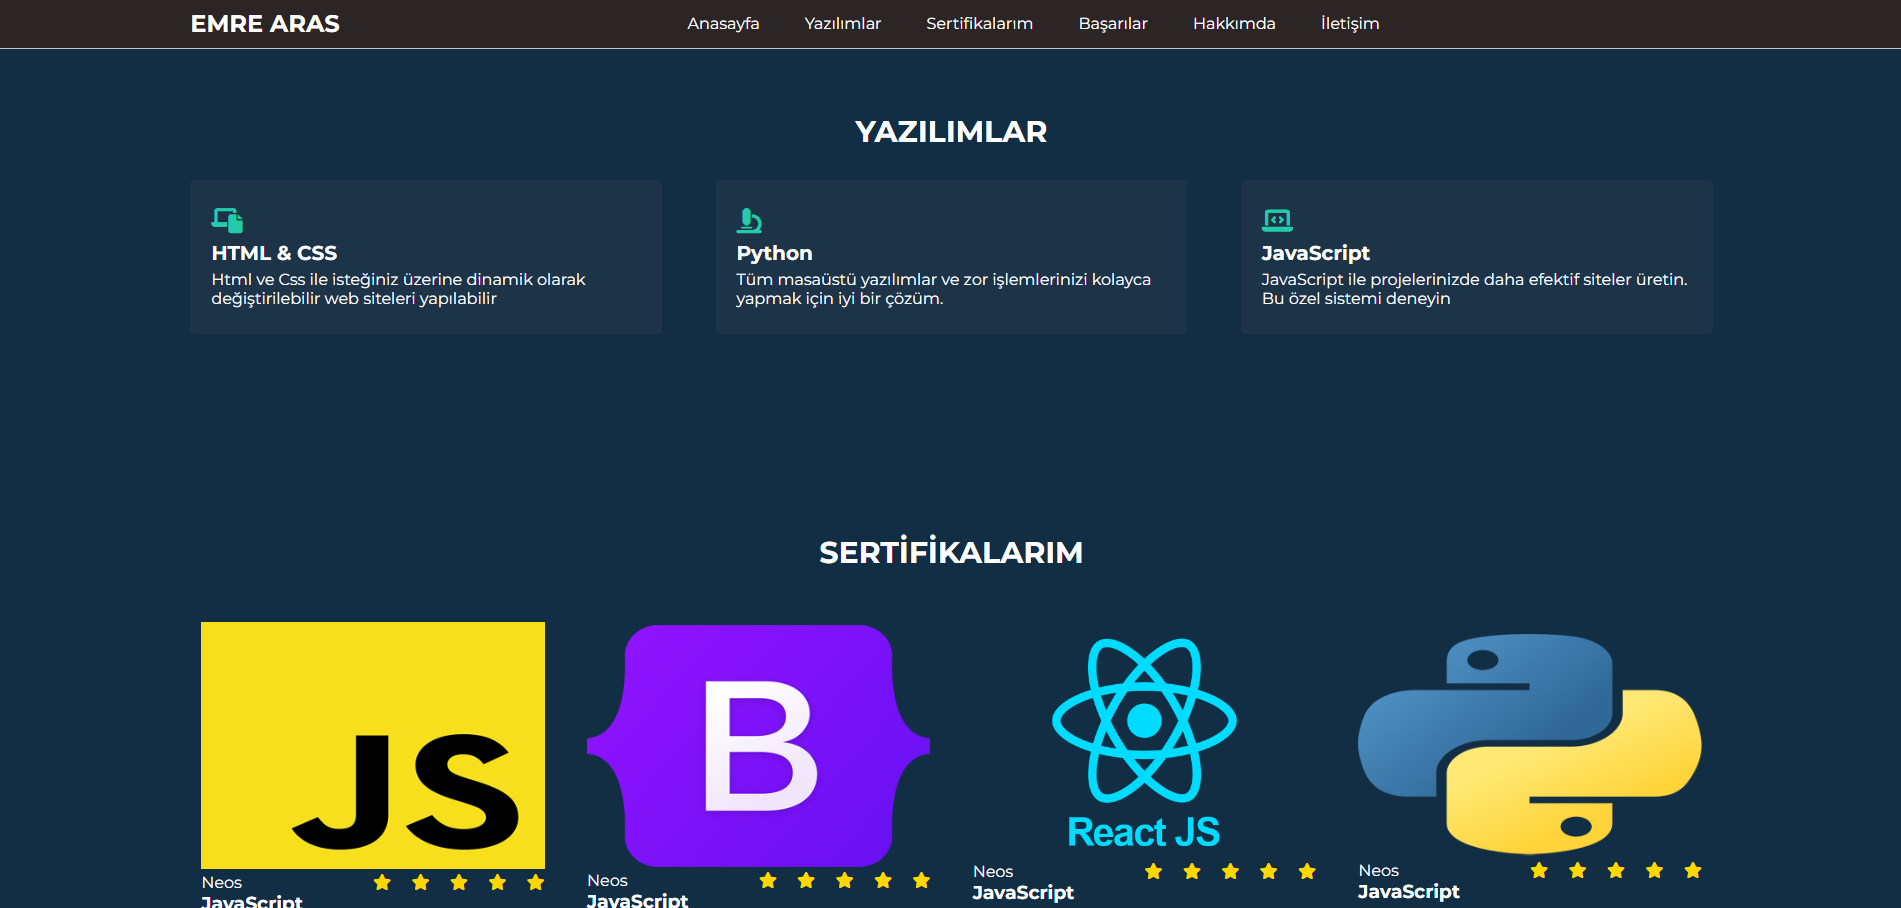 EMRE ARAS
Anasayfa
Yazılımlar
Sertifikalarım
Başarılar
Hakkımda
İletişim
YAZILIMLAR
HTML & CSS
Html ve Css ile isteğiniz üzerine dinamik olarak
değiştirilebilir web siteleri yapılabilir
Python
Tüm masaüstü yazılımlar ve zor işlemlerinizi kolayca
yapmak için iyi bir çözüm.
JavaScript
JavaScript ile projelerinizde daha efektif siteler üretin.
Bu özel sistemi deneyin
SERTİFİKALARIM
JS
Neos
JavaScript
B
Neos
JavaScript
React JS
Neos
JavaScript
Neos
JavaScript